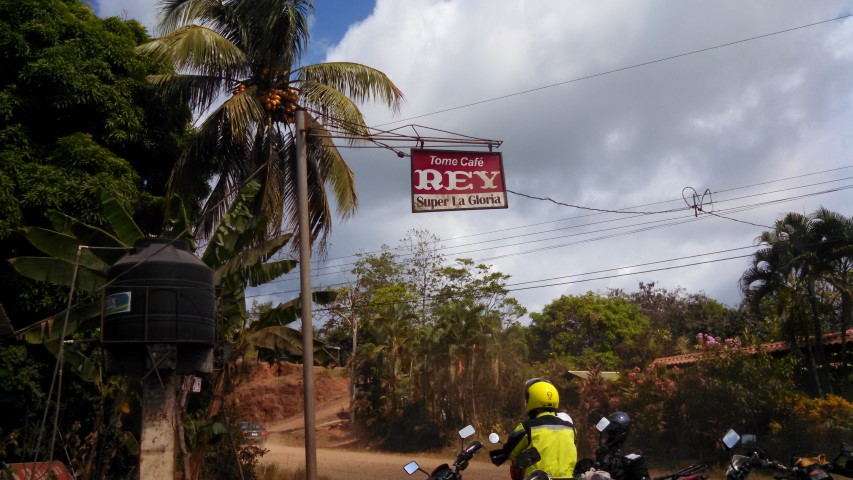 Tome Café
REY
Super La Gloria